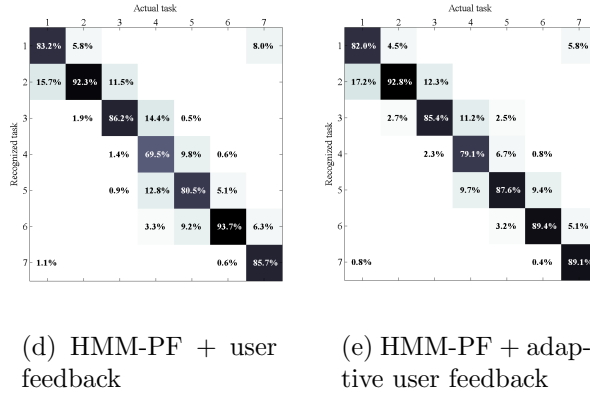 Actual task
1 2 3 4 5 6 7
Recognized task
1 83.2% 5.8% 8.0%
2 15.7% 92.3% 11.5%
3 1.9% 86.2% 14.4% 0.5%
4 1.4% 69.5% 9.8% 0.6%
5 0.9% 12.8% 80.5% 5.1%
6 3.3% 9.2% 93.7% 6.3%
7 1.1% 0.6% 85.7%
(d) HMM-PF + user
feedback
Actual task
1 2 3 4 5 6 7
Recognized task
1 82.0% 4.5% 5.8%
2 17.2% 92.8% 12.3%
3 2.7% 85.4% 11.2% 2.5%
4 2.3% 79.1% 6.7% 0.8%
5 9.7% 87.6% 9.4%
6 3.2% 89.4% 5.1%
7 0.8% 0.4% 89.1%
(e) HMM-PF + adap-
tive user feedback